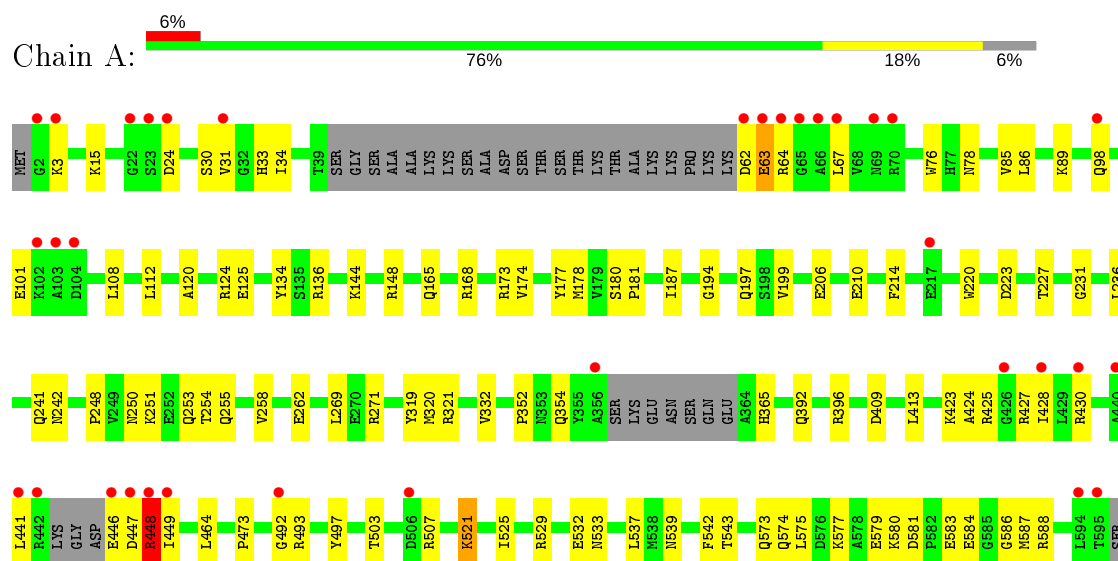 6%
Chain A:
76% 18% 6%
MET G2 K3 K15 G22 S23 D24 S30 V31 G32 H33 I34 T39 SER GLY SER SER ALA ALA LYS LYS SER ALA ASP SER THR THR SER THR LYS THR ALA LYS LYS PRO LYS LYS D62 E63 R64 G65 A66 L67 V68 N69 R70 W76 H77 N78 V85 L86 K89 Q98
E101 K102 A103 D104 L108 L112 A120 R124 E125 Y134 S135 R136 K144 R148 Q165 R168 R173 V174 Y177 M178 V179 S180 P181 I187 G194 Q197 S198 V199 E206 E210 F214 E217 W220 D223 T227 G231 L236
Q241 N242 P248 V249 N250 K251 E252 Q253 T254 Q255 V258 E262 L269 E270 R271 Y319 M320 R321 V332 P352 N353 Q354 Y355 A356 SER LYS GLU ASN SER GLN GLU A364 H365 Q392 R396 D409 L413 K423 A424 R425 G426 R427 I428 L429 R430 A440
L441 R442 LYS GLY ASP E446 D447 R448 I449 L464 P473 G492 R493 Y497 T503 D506 R507 K521 I525 R529 E532 N533 L537 M538 N539 F542 T543 Q573 Q574 L575 D576 K577 A578 E579 K580 D581 P582 E583 E584 G585 G586 M587 R588 L594 T595 SER